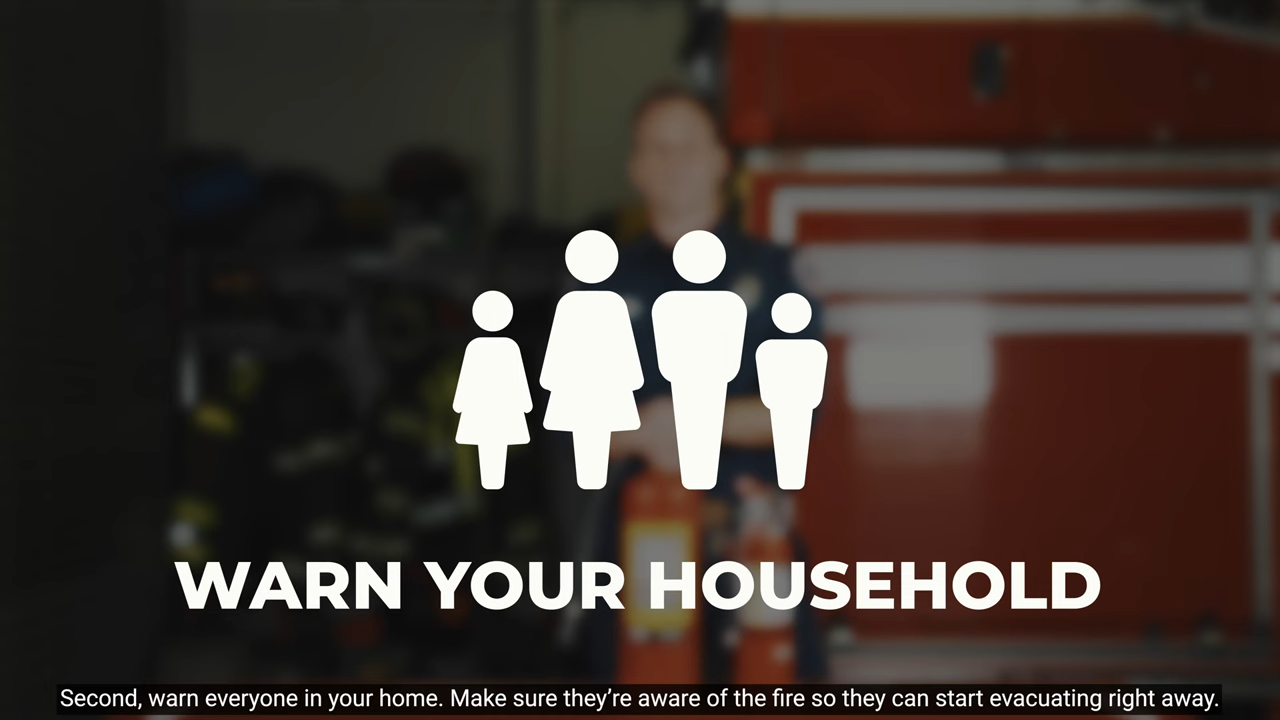 WARN YOUR HOUSEHOLD
Second, warn everyone in your home. Make sure they’re aware of the fire so they can start evacuating right away.